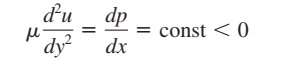 μ d²u/dy² = dp/dx = const < 0